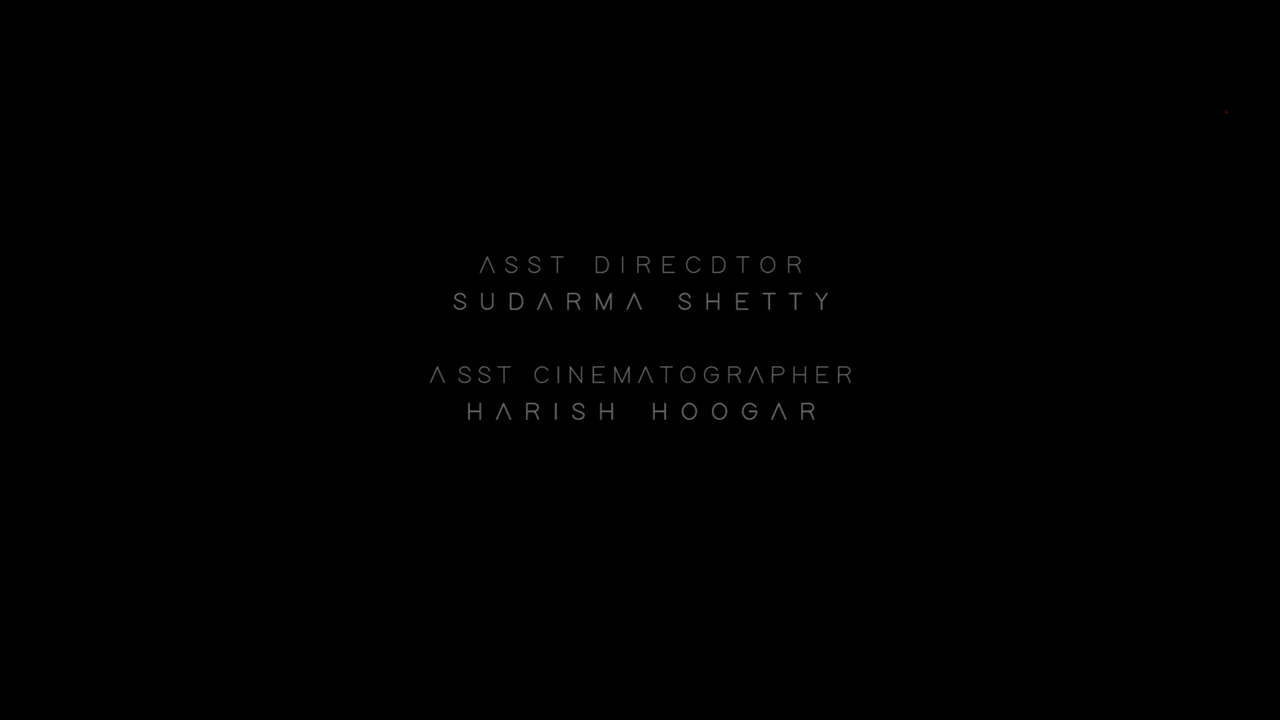 ASST DIRECDTOR
SUDARMA SHETTY
ASST CINEMATOGRAPHER
HARISH HOOGAR